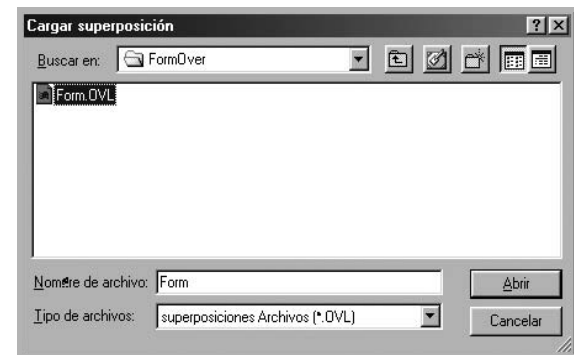 Cargar superposición
Buscar en: FormOver
Form.OVL
Nombre de archivo: Form
Abrir
Tipo de archivos: superposiciones Archivos (*.OVL)
Cancelar